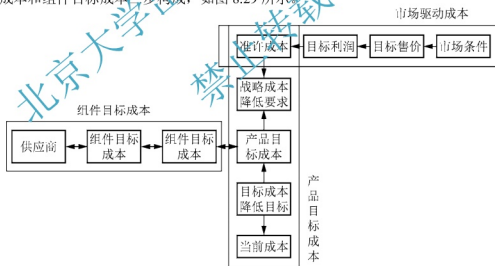 成本和组件目标成本三步构成，如图 8.29 所示。
市场驱动成本
准许成本
目标利润
目标售价
市场条件
战略成本
降低要求
组件目标成本
供应商
组件目标
成本
组件目标
成本
产品目
标成本
目标成本
降低目标
当前成本
产品目标成本
北京大学
禁止转载